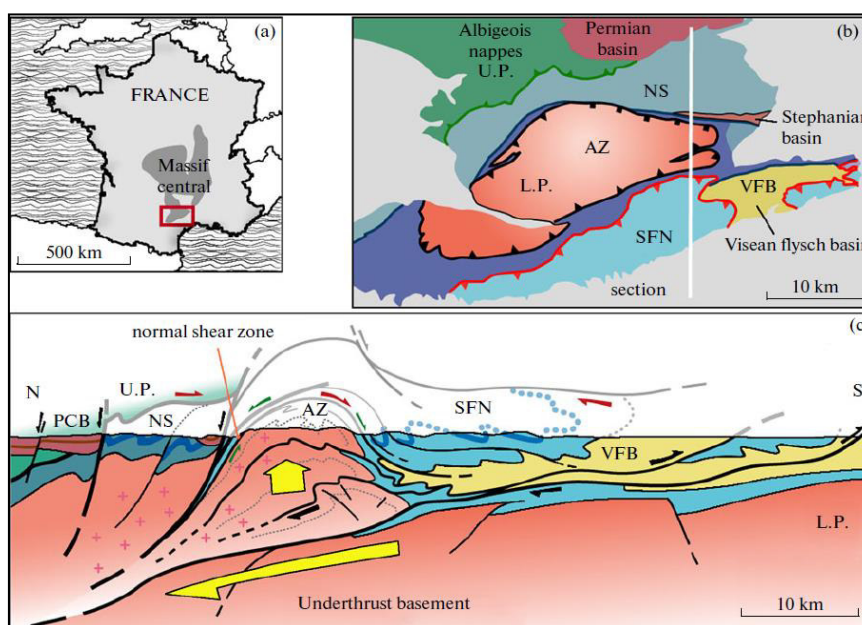 (a)
FRANCE
Massif
central
500 km
(b)
Albigeois
nappes
U.P.
Permian
basin
NS
Stephanian
basin
AZ
L.P.
VFB
SFN
Visean flysch basin
section
10 km
(c)
normal shear zone
N
U.P.
PCB
NS
AZ
SFN
S
VFB
L.P.
Underthrust basement
10 km